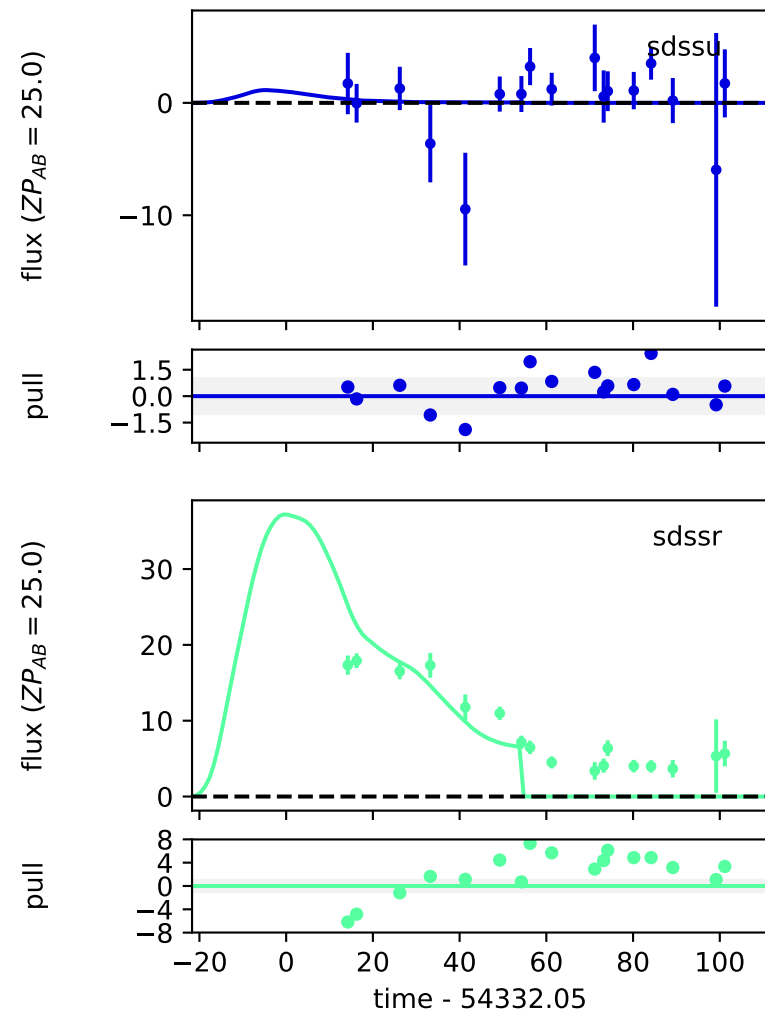 sdssu
flux (ZP_AB = 25.0)
0
−10
pull
1.5
0.0
−1.5
sdssr
flux (ZP_AB = 25.0)
30
20
10
0
pull
8
4
0
−4
−8
−20 0 20 40 60 80 100
time - 54332.05